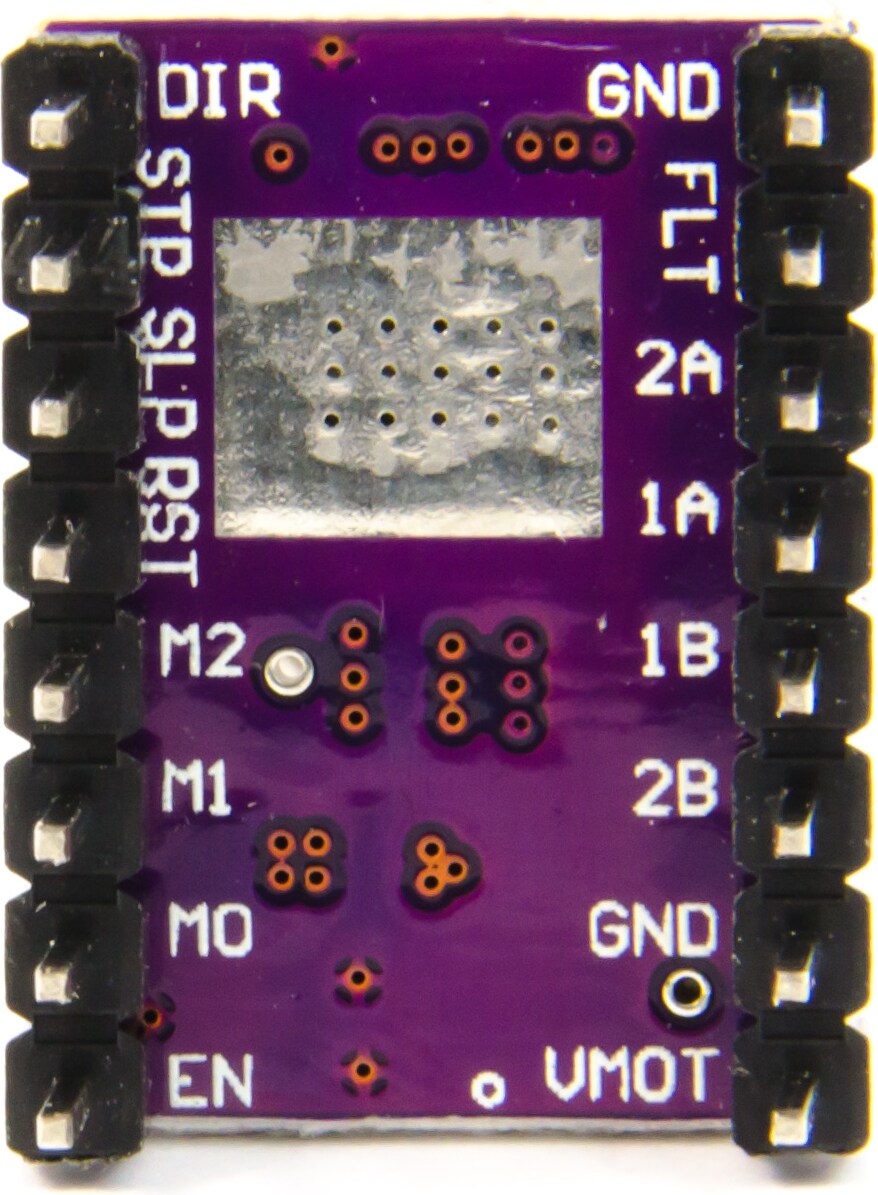 DIR GND
STP FLT
SLP 2A
RST 1A
M2 1B
M1 2B
M0 GND
EN VMOT